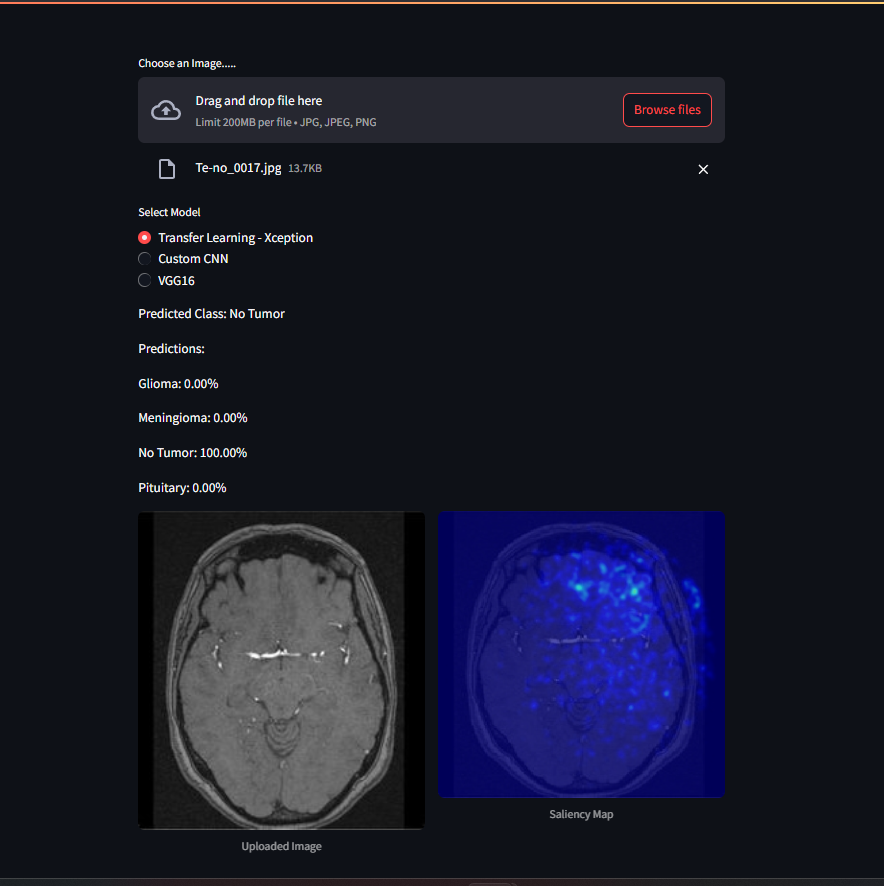 Choose an Image.....
Drag and drop file here
Limit 200MB per file • JPG, JPEG, PNG
Browse files
Te-no_0017.jpg 13.7KB
Select Model
Transfer Learning - Xception
Custom CNN
VGG16
Predicted Class: No Tumor
Predictions:
Glioma: 0.00%
Meningioma: 0.00%
No Tumor: 100.00%
Pituitary: 0.00%
Saliency Map
Uploaded Image